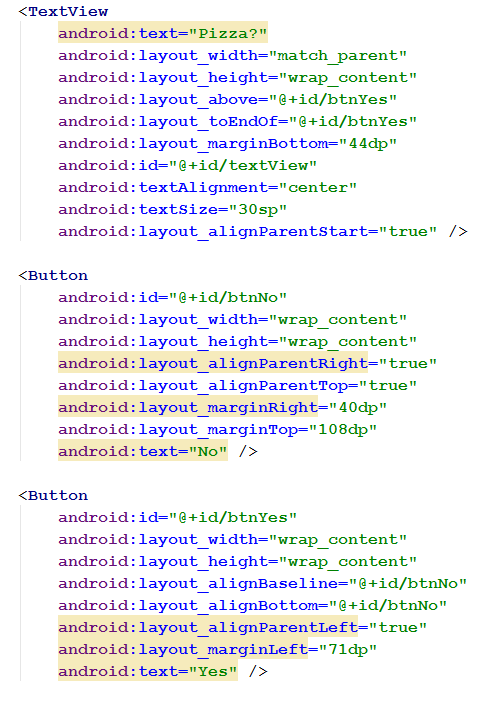 <TextView
android:text="Pizza?"
android:layout_width="match_parent"
android:layout_height="wrap_content"
android:layout_above="@+id/btnYes"
android:layout_toEndOf="@+id/btnYes"
android:layout_marginBottom="44dp"
android:id="@+id/textView"
android:textAlignment="center"
android:textSize="30sp"
android:layout_alignParentStart="true" />
<Button
android:id="@+id/btnNo"
android:layout_width="wrap_content"
android:layout_height="wrap_content"
android:layout_alignParentRight="true"
android:layout_alignParentTop="true"
android:layout_marginRight="40dp"
android:layout_marginTop="108dp"
android:text="No" />
<Button
android:id="@+id/btnYes"
android:layout_width="wrap_content"
android:layout_height="wrap_content"
android:layout_alignBaseline="@+id/btnNo"
android:layout_alignBottom="@+id/btnNo"
android:layout_alignParentLeft="true"
android:layout_marginLeft="71dp"
android:text="Yes" />